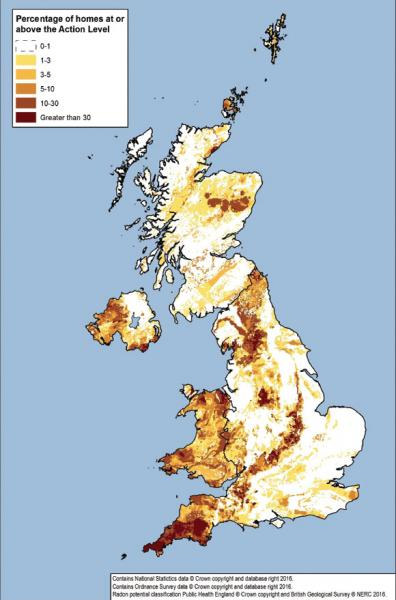 Percentage of homes at or
above the Action Level
0-1
1-3
3-5
5-10
10-30
Greater than 30
Contains National Statistics data © Crown copyright and database right 2016.
Contains Ordnance Survey data © Crown copyright and database right 2016.
Radon potential classification Public Health England © Crown copyright and British Geological Survey © NERC 2016.